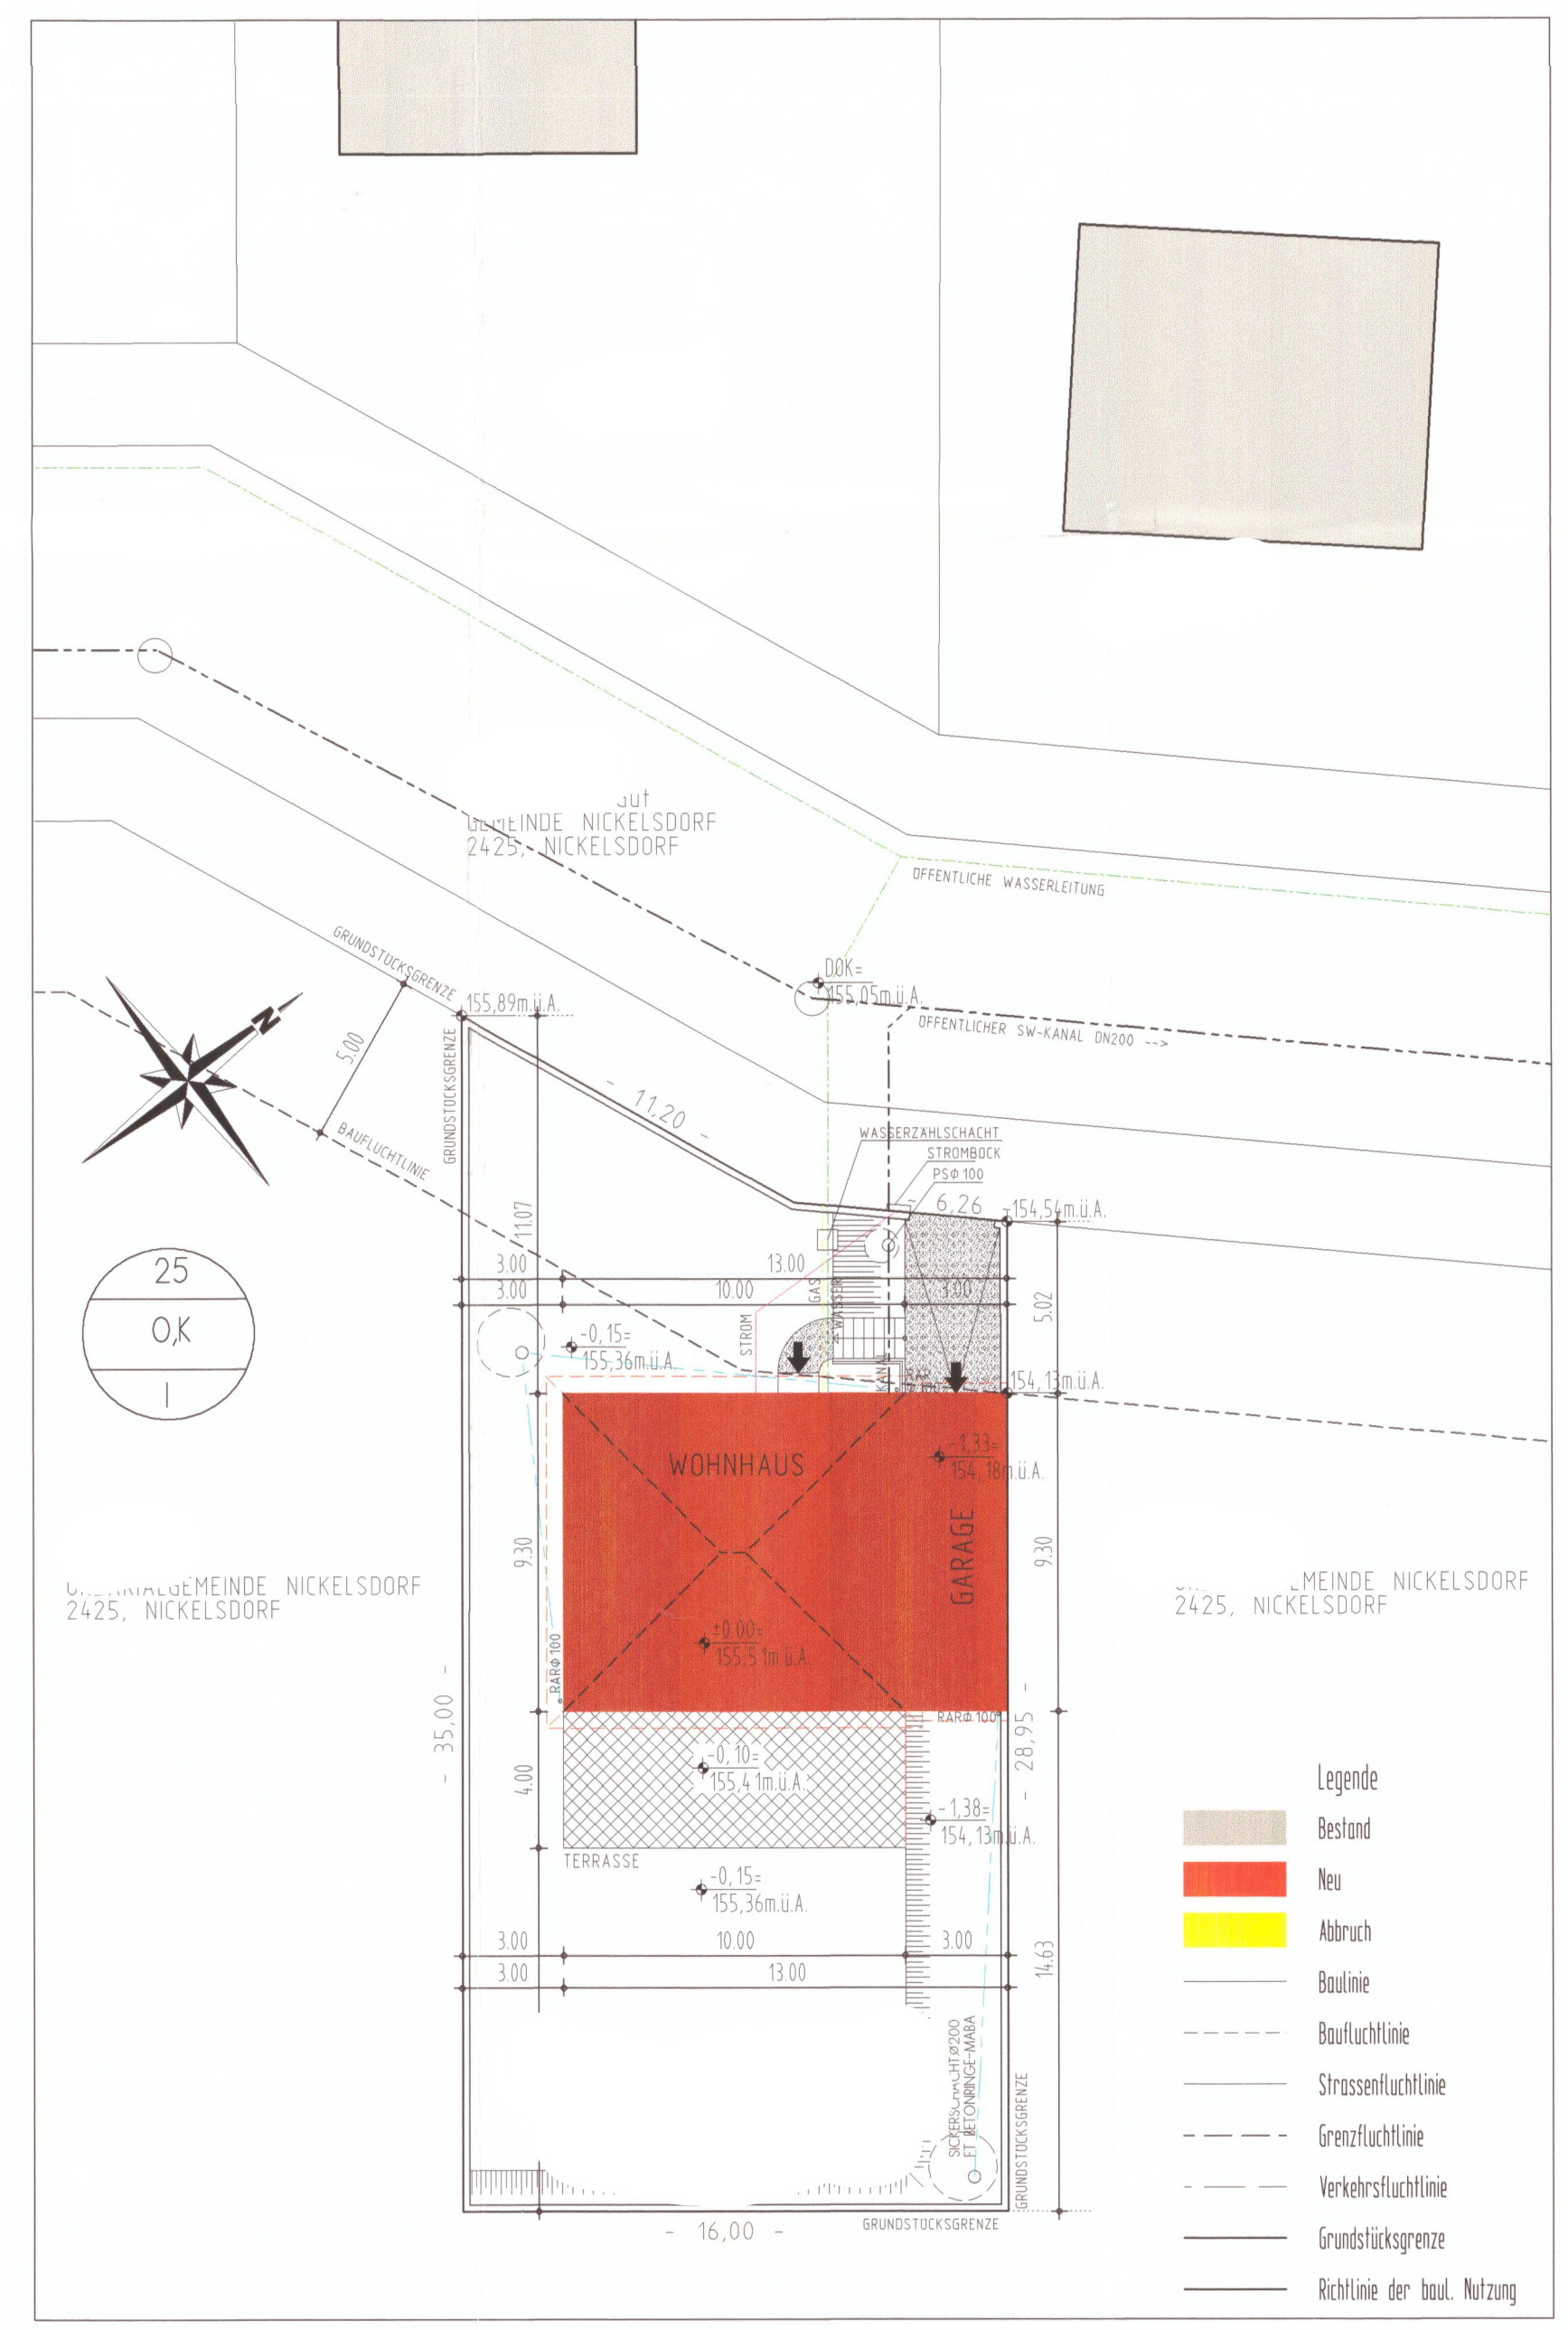 GEMEINDE NICKELSDORF
2425, NICKELSDORF
ÖFFENTLICHE WASSERLEITUNG
GRUNDSTÜCKSGRENZE
DOK=
155,05m.ü.A.
155,89m.ü.A.
ÖFFENTLICHER SW-KANAL DN200 -->
5.00
GRUNDSTÜCKSGRENZE
- 11,20 -
BAUFLUCHTLINIE
WASSERZÄHLSCHACHT
STROMBOCK
PSΦ100
- 6,26
154,54m.ü.A.
11.07
25
O,K
I
3.00
13.00
3.00
10.00
3.00
5.02
GAS
WASSER
STROM
KANAL
-0,15=
155,36m.ü.A.
154,13m.ü.A.
WOHNHAUS
-1,33=
154,18m.ü.A.
GARAGE
9.30
9.30
NICKELSDORF
2425, NICKELSDORF
NICKELSDORF
2425, NICKELSDORF
±0.00=
155.51m.ü.A.
RARΦ100
RARΦ100
- 35,00 -
- 28,95 -
4.00
-0,10=
155,41m.ü.A.
-1,38=
154,13m.ü.A.
TERRASSE
-0,15=
155,36m.ü.A.
3.00
10.00
3.00
3.00
13.00
14.63
SICKERSCHACHTØ200
FT BETONRINGE-MABA
GRUNDSTÜCKSGRENZE
GRUNDSTÜCKSGRENZE
- 16,00 -
N
Legende
Bestand
Neu
Abbruch
Baulinie
Baufluchtlinie
Strassenfluchtlinie
Grenzfluchtlinie
Verkehrsfluchtlinie
Grundstücksgrenze
Richtlinie der baul. Nutzung